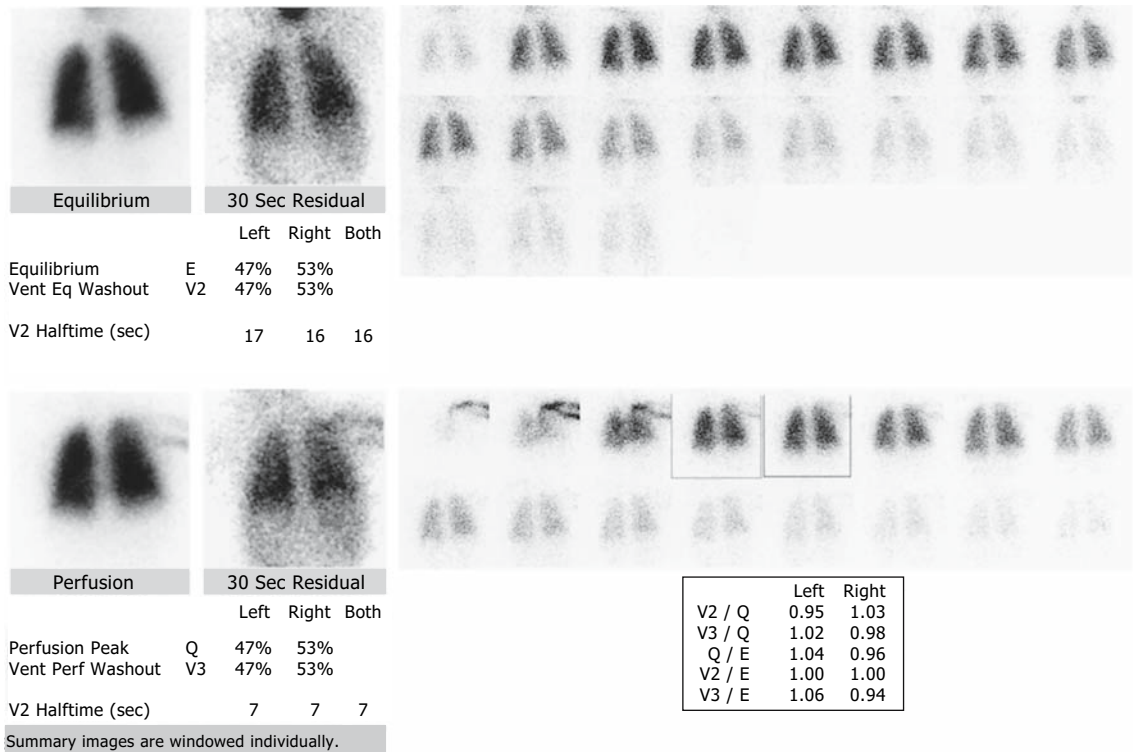 Equilibrium 30 Sec Residual
Left Right Both
Equilibrium E 47% 53%
Vent Eq Washout V2 47% 53%
V2 Halftime (sec) 17 16 16
Perfusion 30 Sec Residual
Left Right Both
Perfusion Peak Q 47% 53%
Vent Perf Washout V3 47% 53%
V2 Halftime (sec) 7 7 7
Summary images are windowed individually.
Left Right
V2 / Q 0.95 1.03
V3 / Q 1.02 0.98
Q / E 1.04 0.96
V2 / E 1.00 1.00
V3 / E 1.06 0.94